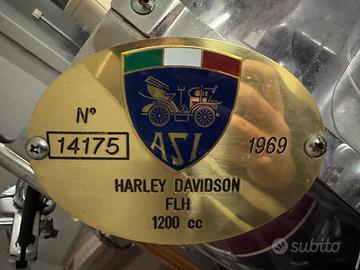 N°
14175
ASI
1969
HARLEY DAVIDSON
FLH
1200 cc
subito